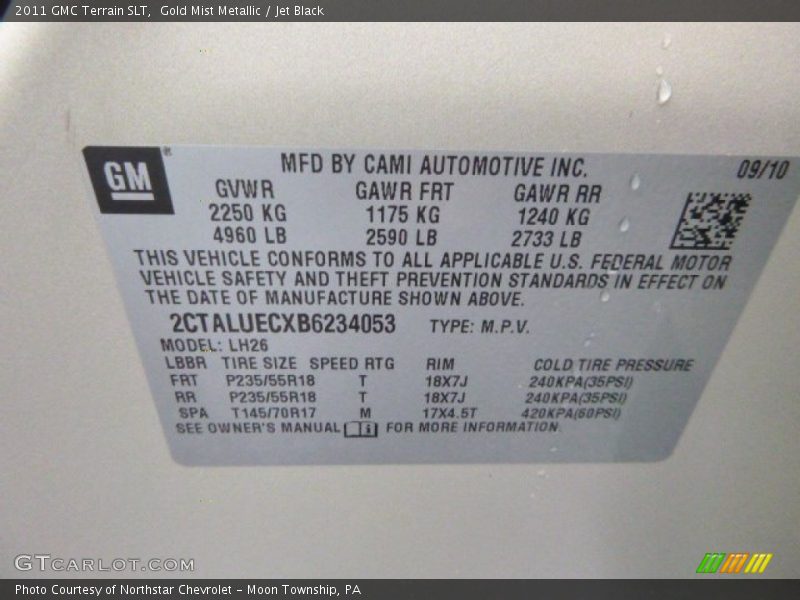 2011 GMC Terrain SLT,  Gold Mist Metallic / Jet Black
GM
MFD BY CAMI AUTOMOTIVE INC. 09/10
GVWR GAWR FRT GAWR RR
2250 KG 1175 KG 1240 KG
4960 LB 2590 LB 2733 LB
THIS VEHICLE CONFORMS TO ALL APPLICABLE U.S. FEDERAL MOTOR
VEHICLE SAFETY AND THEFT PREVENTION STANDARDS IN EFFECT ON
THE DATE OF MANUFACTURE SHOWN ABOVE.
2CTALUECXB6234053 TYPE: M.P.V.
MODEL: LH26
LBBR TIRE SIZE SPEED RTG RIM COLD TIRE PRESSURE
FRT P235/55R18 T 18X7J 240KPA(35PSI)
RR P235/55R18 T 18X7J 240KPA(35PSI)
SPA T145/70R17 M 17X4.5T 420KPA(60PSI)
SEE OWNER'S MANUAL i FOR MORE INFORMATION.
GTCARLOT.COM
Photo Courtesy of Northstar Chevrolet - Moon Township, PA